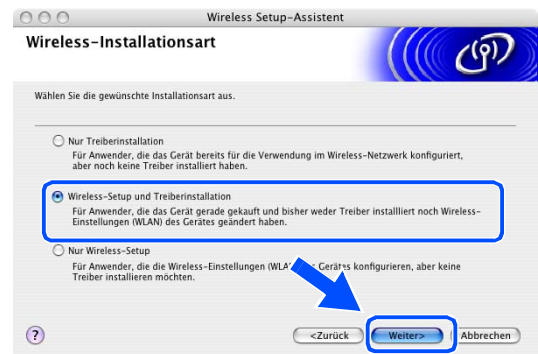 Wireless Setup-Assistent
Wireless-Installationsart
Wählen Sie die gewünschte Installationsart aus.
Nur Treiberinstallation
Für Anwender, die das Gerät bereits für die Verwendung im Wireless-Netzwerk konfiguriert,
aber noch keine Treiber installiert haben.
Wireless-Setup und Treiberinstallation
Für Anwender, die das Gerät gerade gekauft und bisher weder Treiber installliert noch Wireless-
Einstellungen (WLAN) des Gerätes geändert haben.
Nur Wireless-Setup
Für Anwender, die die Wireless-Einstellungen (WLA Gerätes konfigurieren, aber keine
Treiber installieren möchten.
?
<Zurück
Weiter>
Abbrechen